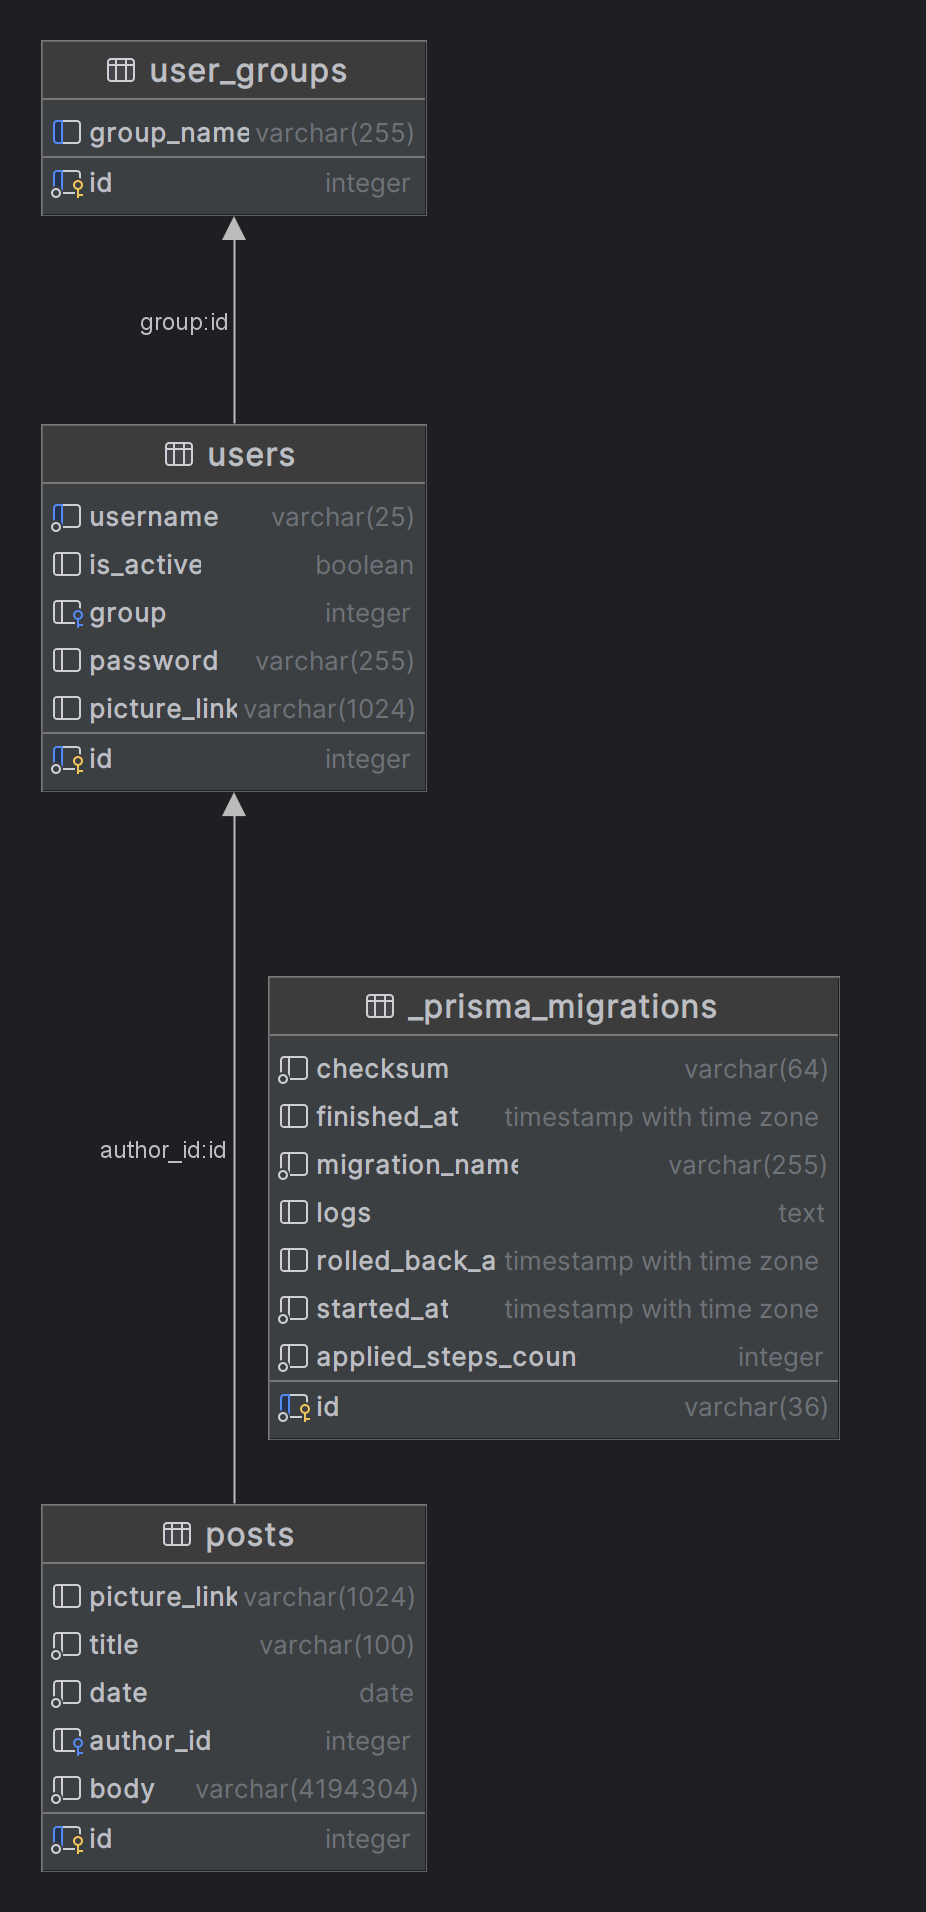 user_groups
group_name varchar(255)
id integer
group:id
users
username varchar(25)
is_active boolean
group integer
password varchar(255)
picture_link varchar(1024)
id integer
author_id:id
_prisma_migrations
checksum varchar(64)
finished_at timestamp with time zone
migration_name varchar(255)
logs text
rolled_back_a timestamp with time zone
started_at timestamp with time zone
applied_steps_coun integer
id varchar(36)
posts
picture_link varchar(1024)
title varchar(100)
date date
author_id integer
body varchar(4194304)
id integer